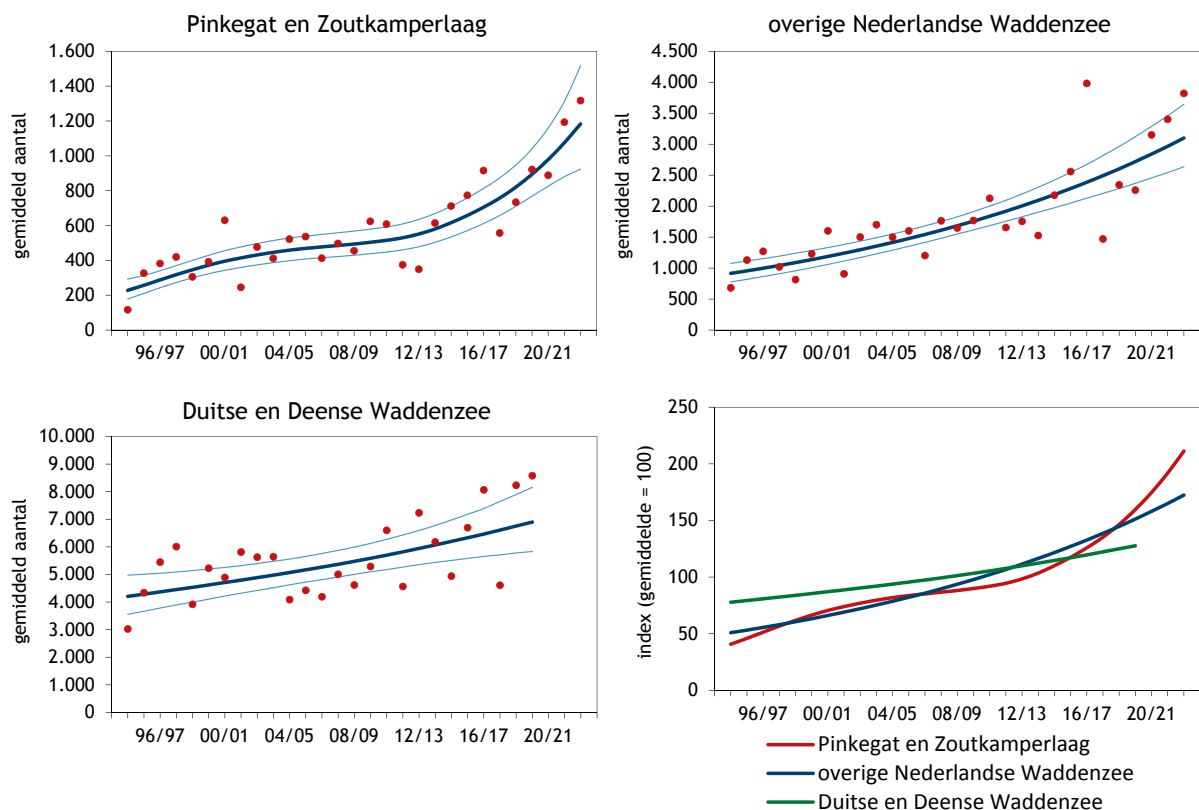 Pinkegat en Zoutkamperlaag
gemiddeld aantal
1.600
1.400
1.200
1.000
800
600
400
200
0
96/97 00/01 04/05 08/09 12/13 16/17 20/21
overige Nederlandse Waddenzee
gemiddeld aantal
4.500
4.000
3.500
3.000
2.500
2.000
1.500
1.000
500
0
96/97 00/01 04/05 08/09 12/13 16/17 20/21
Duitse en Deense Waddenzee
gemiddeld aantal
10.000
9.000
8.000
7.000
6.000
5.000
4.000
3.000
2.000
1.000
0
96/97 00/01 04/05 08/09 12/13 16/17 20/21
index (gemiddelde = 100)
250
200
150
100
50
0
96/97 00/01 04/05 08/09 12/13 16/17 20/21
Pinkegat en Zoutkamperlaag
overige Nederlandse Waddenzee
Duitse en Deense Waddenzee